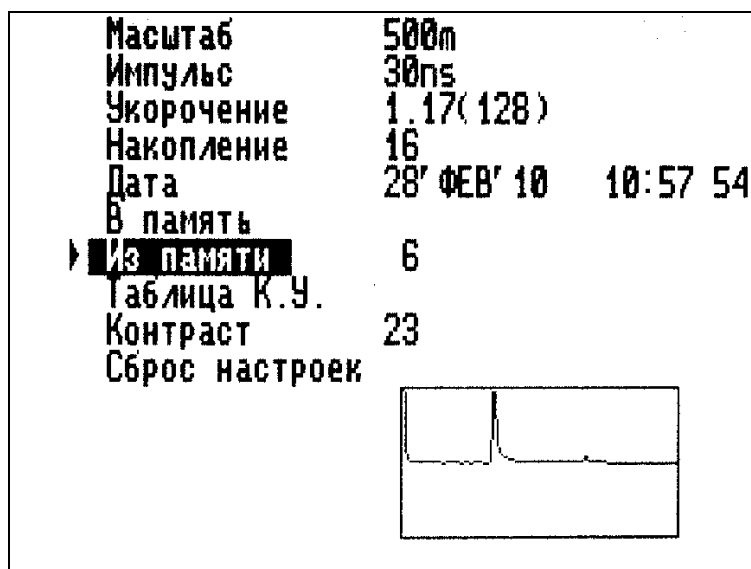 Масштаб 500m
Импульс 30ns
Укорочение 1.17(128)
Накопление 16
Дата 28'ФЕВ'10 10:57 54
В память
Из памяти 6
Таблица К.У.
Контраст 23
Сброс настроек